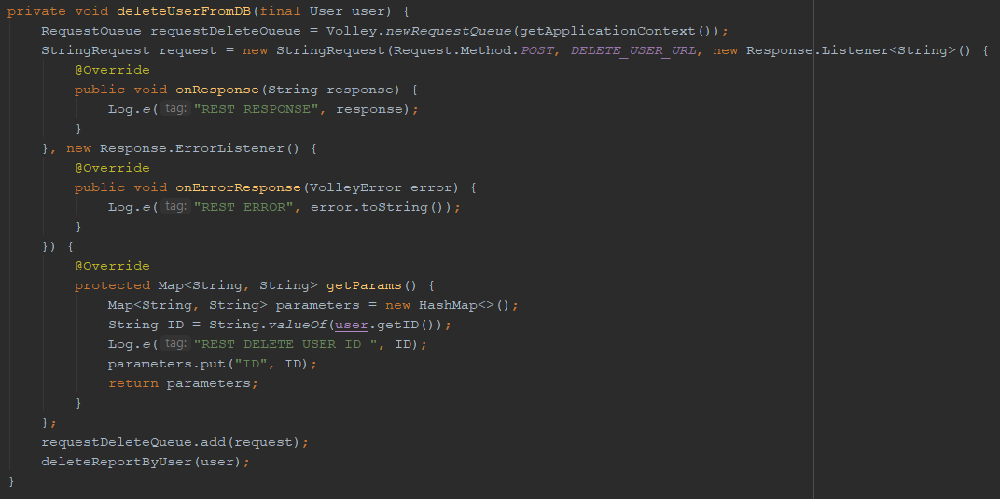 private void deleteUserFromDB(final User user) {
    RequestQueue requestDeleteQueue = Volley.newRequestQueue(getApplicationContext());
    StringRequest request = new StringRequest(Request.Method.POST, DELETE_USER_URL, new Response.Listener<String>() {
        @Override
        public void onResponse(String response) {
            Log.e( tag: "REST RESPONSE", response);
        }
    }, new Response.ErrorListener() {
        @Override
        public void onErrorResponse(VolleyError error) {
            Log.e( tag: "REST ERROR", error.toString());
        }
    }) {
        @Override
        protected Map<String, String> getParams() {
            Map<String, String> parameters = new HashMap<>();
            String ID = String.valueOf(user.getID());
            Log.e( tag: "REST DELETE USER ID ", ID);
            parameters.put("ID", ID);
            return parameters;
        }
    };
    requestDeleteQueue.add(request);
    deleteReportByUser(user);
}